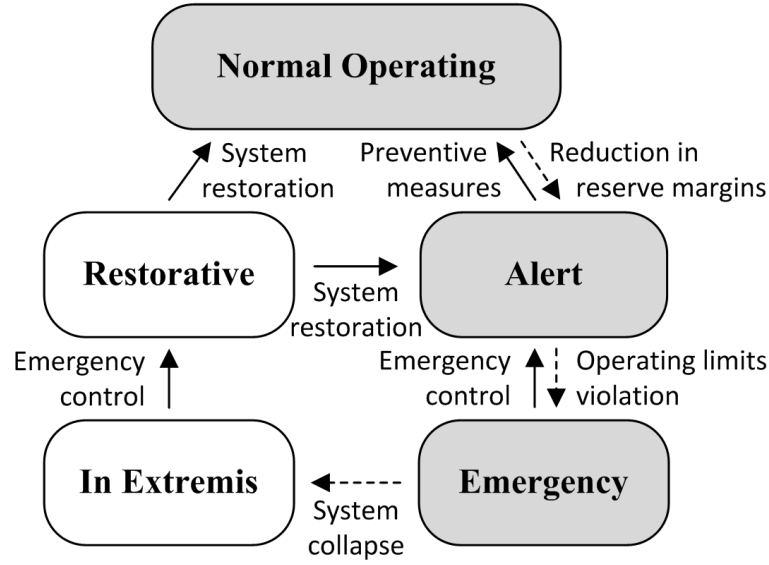 Normal Operating
System
restoration
Preventive
measures
Reduction in
reserve margins
Restorative
System
restoration
Alert
Emergency
control
Emergency
control
Operating limits
violation
In Extremis
System
collapse
Emergency